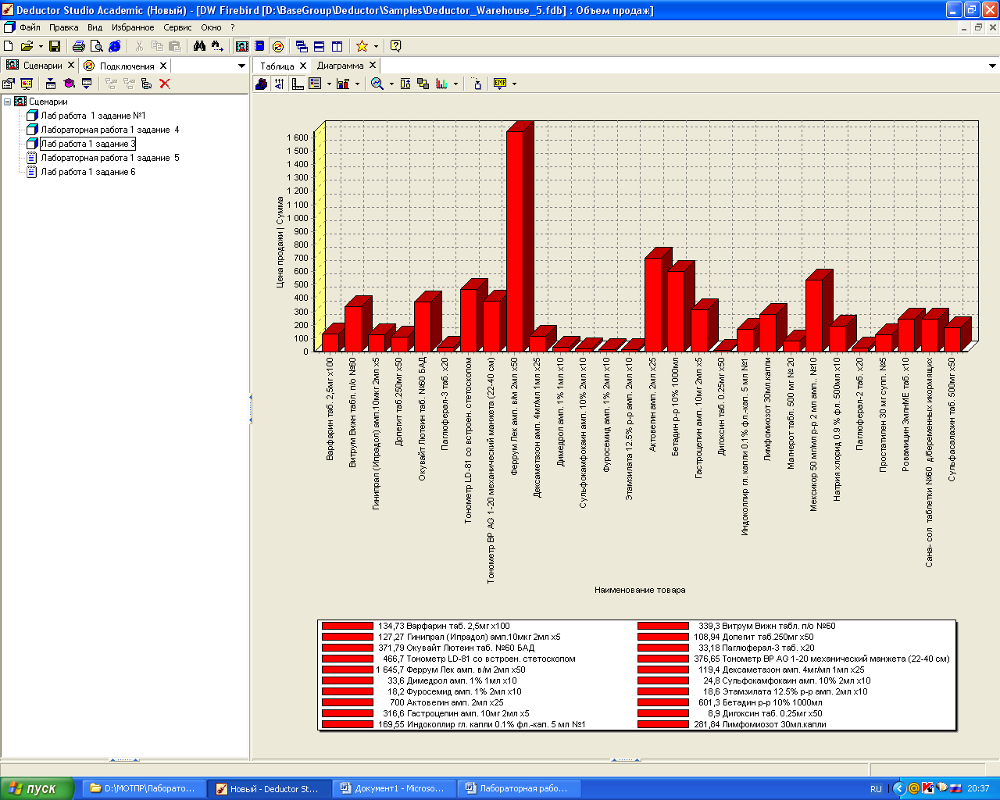 Deductor Studio Academic (Новый) - [DW Firebird [D:\BaseGroup\Deductor\Samples\Deductor_Warehouse_5.fdb] : Объем продаж]
Файл Правка Вид Избранное Сервис Окно ?
Сценарии Подключения
Таблица Диаграмма
EMF
Сценарии
Лаб работа 1 задание №1
Лабораторная работа 1 задание 4
Лаб работа 1 задание 3
Лабораторная работа 1 задание 5
Лаб работа 1 задание 6
Цена продажи | Сумма
1 600
1 500
1 400
1 300
1 200
1 100
1 000
900
800
700
600
500
400
300
200
100
0
Варфарин таб. 2,5мг x100
Витрум Вижн табл. п/о №60
Гинипрал (Ипрадол) амп.10мкг 2мл x5
Допегит таб.250мг x50
Окувайт Лютеин таб. №60 БАД
Паглюферал-3 таб. x20
Тонометр LD-81 со встроен. стетоскопом
Тонометр BP AG 1-20 механический манжета (22-40 см)
Феррум Лек амп. в/м 2мл x50
Дексаметазон амп. 4мг/мл 1мл x25
Димедрол амп. 1% 1мл x10
Сульфокамфокаин амп. 10% 2мл x10
Фуросемид амп. 1% 2мл x10
Этамзилата 12.5% р-р амп. 2мл x10
Актовегин амп. 2мл x25
Бетадин р-р 10% 1000мл
Гастроцепин амп. 10мг 2мл x5
Дигоксин таб. 0.25мг x50
Индоколлир гл. капли 0.1% фл.-кап. 5 мл №1
Лимфомиозот 30мл.капли
Магнерот табл. 500 мг № 20
Мексикор 50 мг/мл р-р 2 мл амп.. №10
Натрия хлорид 0.9 % фл. 500мл x10
Паглюферал-2 таб. x20
Простатилен 30 мг супп. №5
Ровамицин 3млнМЕ таб. x10
Сана- сол таблетки №60 д/беременных икормящих
Сульфасалазин таб. 500мг x50
Наименование товара
134,73 Варфарин таб. 2,5мг x100 339,3 Витрум Вижн табл. п/о №60
127,27 Гинипрал (Ипрадол) амп.10мкг 2мл x5 108,94 Допегит таб.250мг x50
371,79 Окувайт Лютеин таб. №60 БАД 33,18 Паглюферал-3 таб. x20
466,7 Тонометр LD-81 со встроен. стетоскопом 376,65 Тонометр BP AG 1-20 механический манжета (22-40 см)
1 645,7 Феррум Лек амп. в/м 2мл x50 119,4 Дексаметазон амп. 4мг/мл 1мл x25
33,6 Димедрол амп. 1% 1мл x10 24,8 Сульфокамфокаин амп. 10% 2мл x10
18,2 Фуросемид амп. 1% 2мл x10 18,6 Этамзилата 12.5% р-р амп. 2мл x10
700 Актовегин амп. 2мл x25 601,3 Бетадин р-р 10% 1000мл
316,6 Гастроцепин амп. 10мг 2мл x5 8,9 Дигоксин таб. 0.25мг x50
169,55 Индоколлир гл. капли 0.1% фл.-кап. 5 мл №1 281,84 Лимфомиозот 30мл.капли
пуск D:\МОТПР\Лаборато... Новый - Deductor St... Документ1 - Microso... Лабораторная рабо... RU 20:37